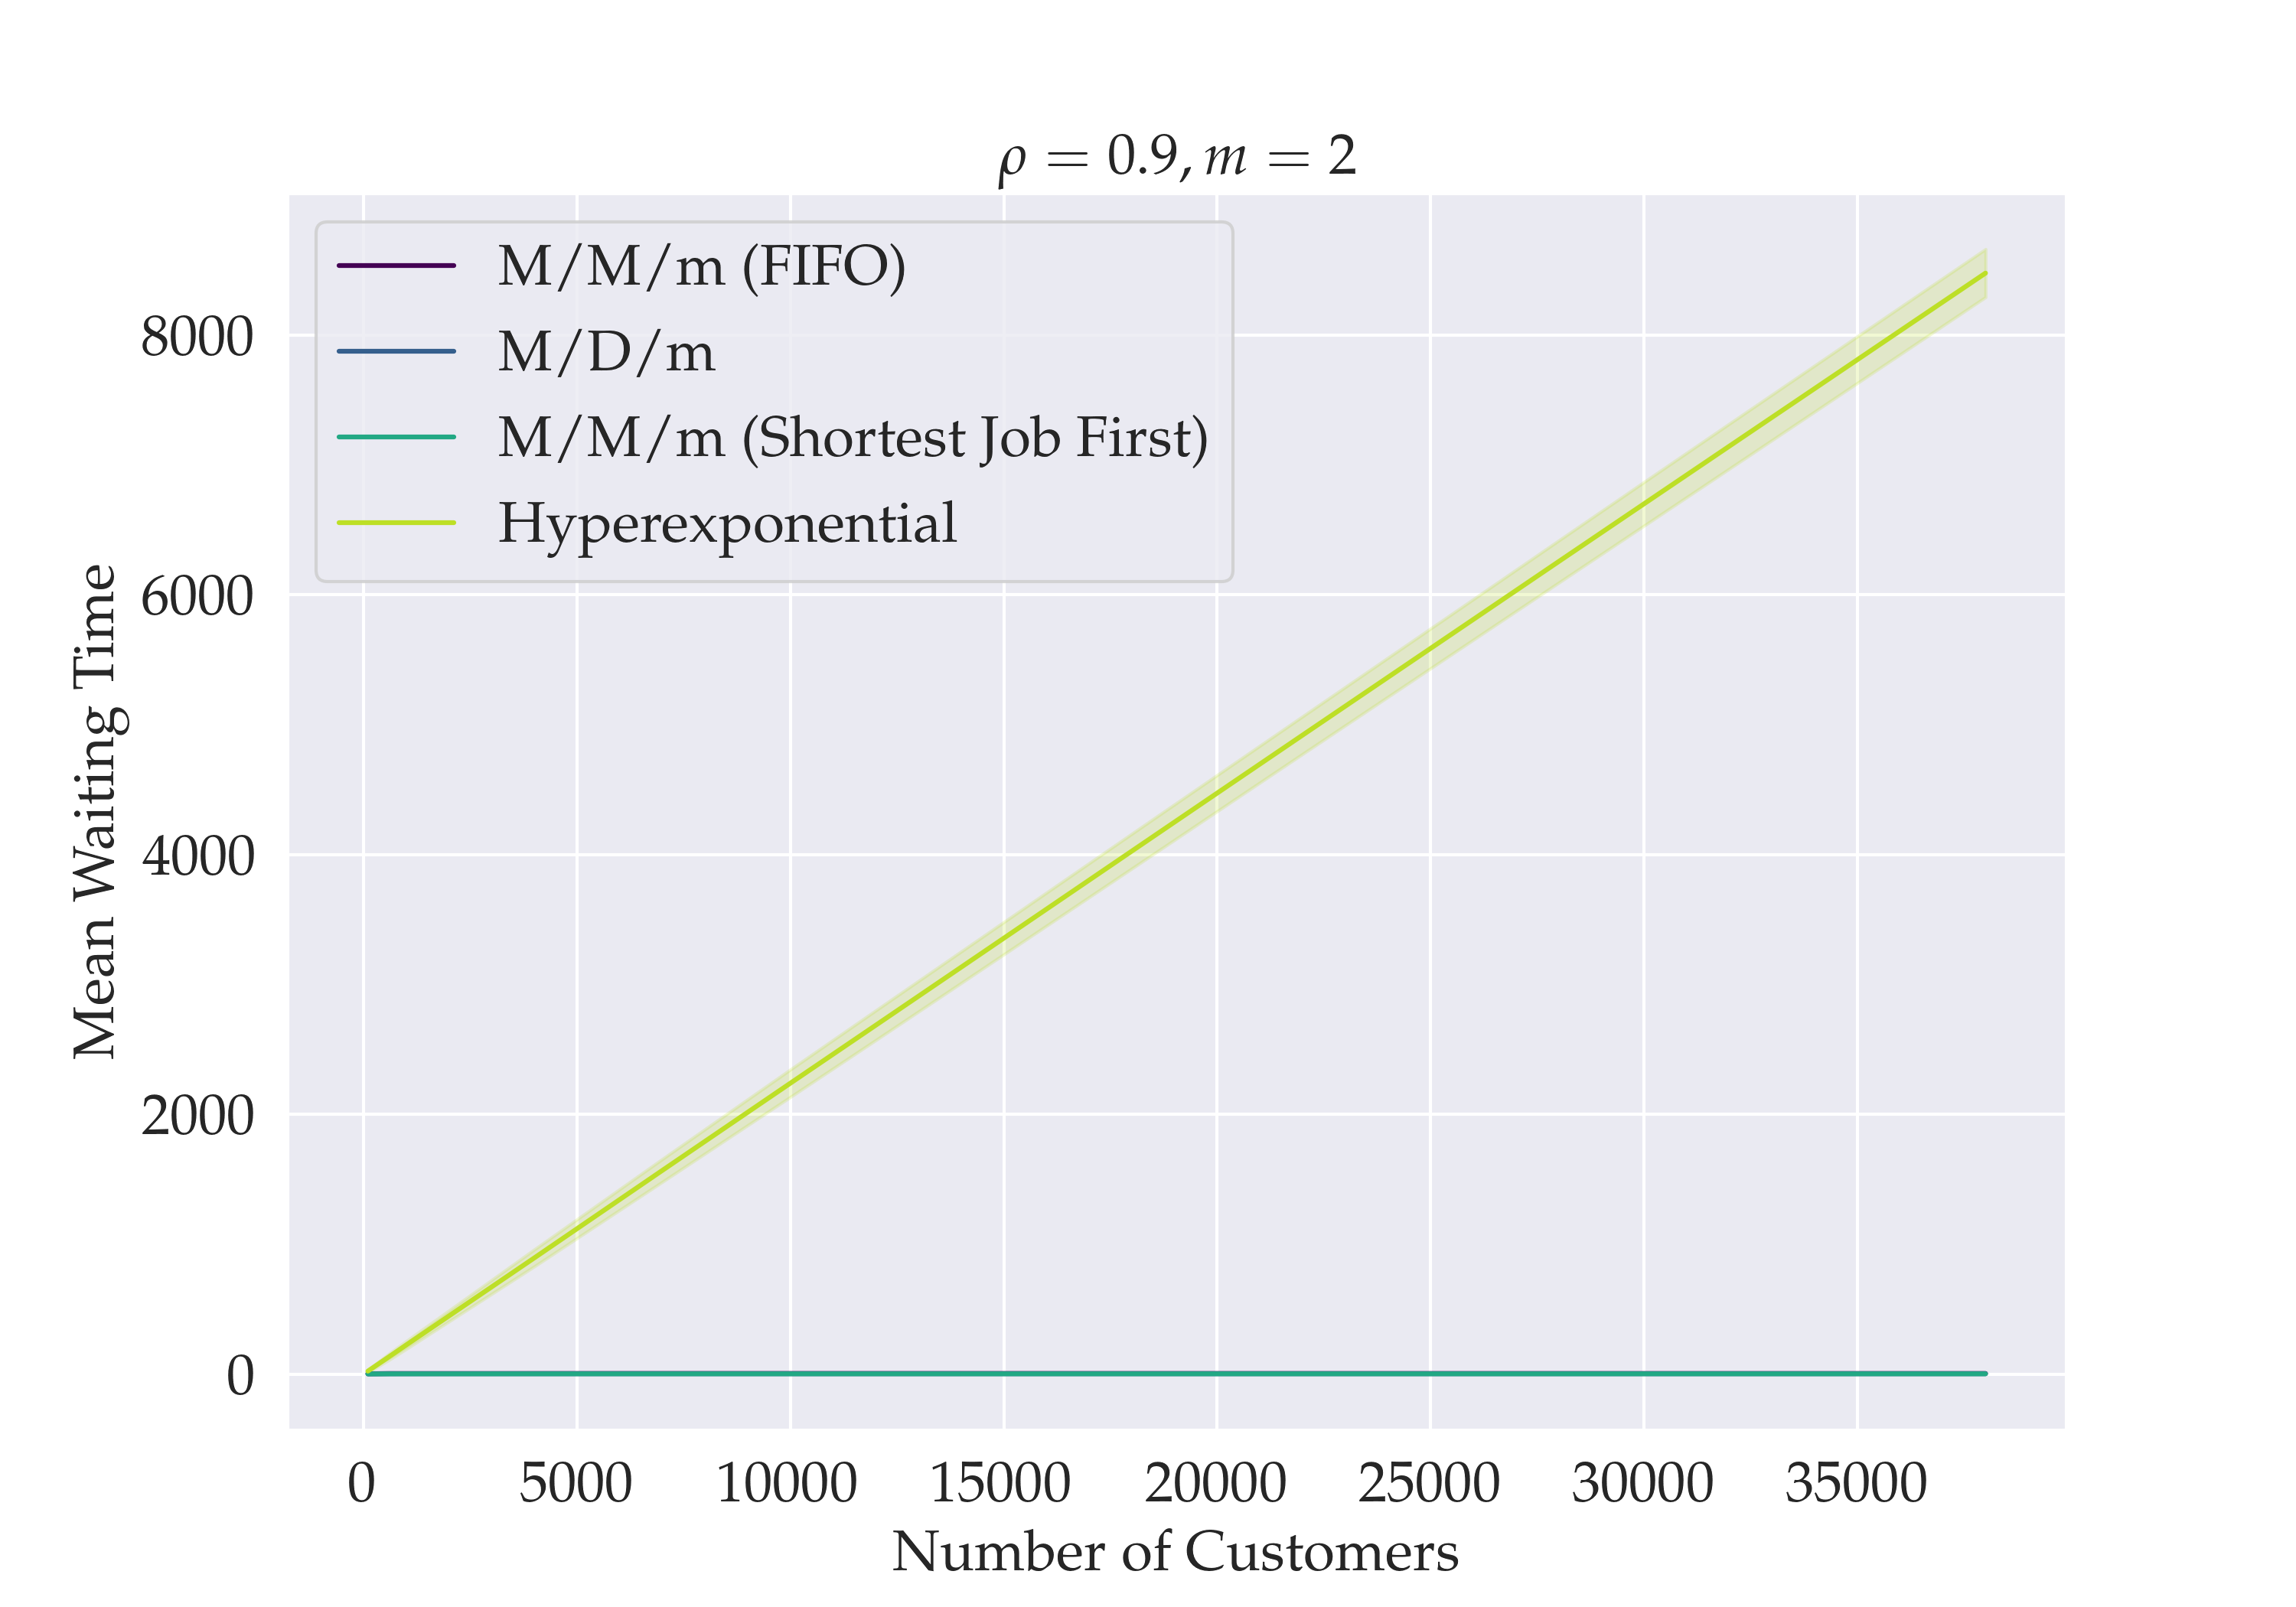 ρ = 0.9, m = 2
M/M/m (FIFO)
M/D/m
M/M/m (Shortest Job First)
Hyperexponential
Mean Waiting Time
8000
6000
4000
2000
0
0 5000 10000 15000 20000 25000 30000 35000
Number of Customers